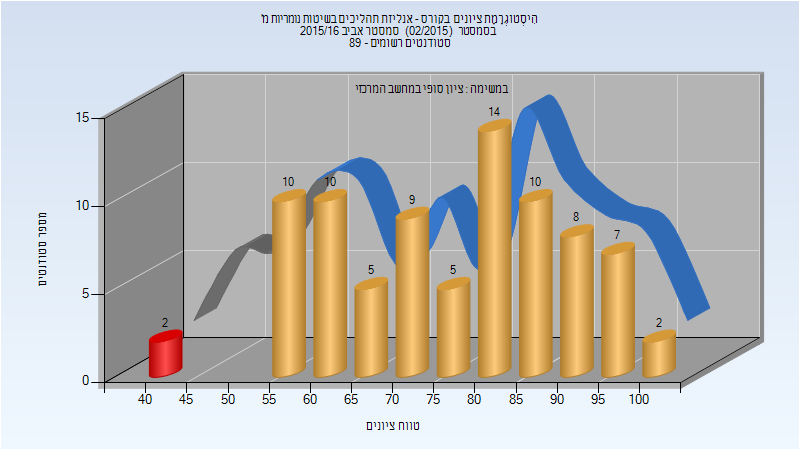 הִיסְטוֹגְרָמַת ציונים בקורס - אנליזת תהליכים בשיטות נומריות מ'
בסמסטר (02/2015) סמסטר אביב 2015/16
סטודנטים רשומים - 89
במשימה : ציון סופי במחשב המרכזי
מספר סטודנטים
15
10
5
0
2
10
10
5
9
5
14
10
8
7
2
40 45 50 55 60 65 70 75 80 85 90 95 100
טווח ציונים